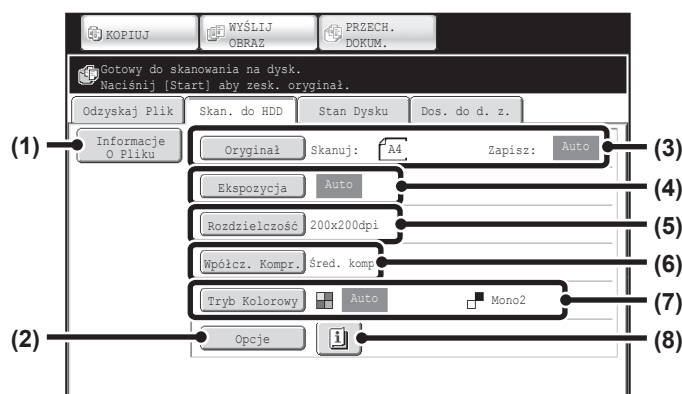 KOPIUJ
WYŚLIJ
OBRAZ
PRZECH.
DOKUM.
Gotowy do skanowania na dysk.
Naciśnij [Start] aby zesk. oryginał.
Odzyskaj Plik Skan. do HDD Stan Dysku Dos. do d. z.
(1) Informacje
O Pliku
Oryginał Skanuj: A4 Zapisz: Auto (3)
Ekspozycja Auto (4)
Rozdzielczość 200x200dpi (5)
Wpółcz. Kompr. Śred. komp (6)
Tryb Kolorowy Auto Mono2 (7)
(2) Opcje (8)